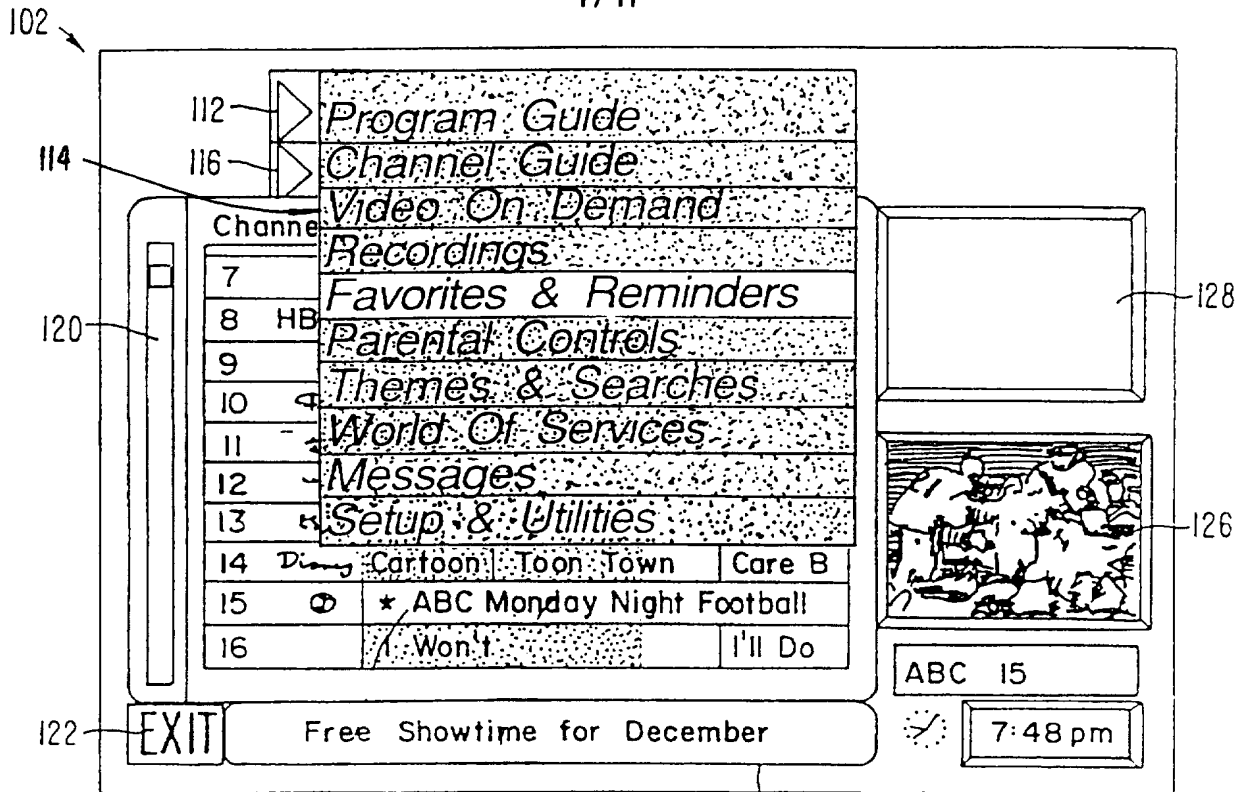 102
112
Program Guide
114
116
Channel Guide
Video On Demand
Channe
Recordings
7
Favorites & Reminders
128
120
8 HB
Parental Controls
9
Themes & Searches
10
World Of Services
11
Messages
12
Setup & Utilities
13
126
14 Disney Cartoon Toon Town Care B
15 * ABC Monday Night Football
16 I Won't I'll Do
ABC 15
122
EXIT
Free Showtime for December
7:48 pm